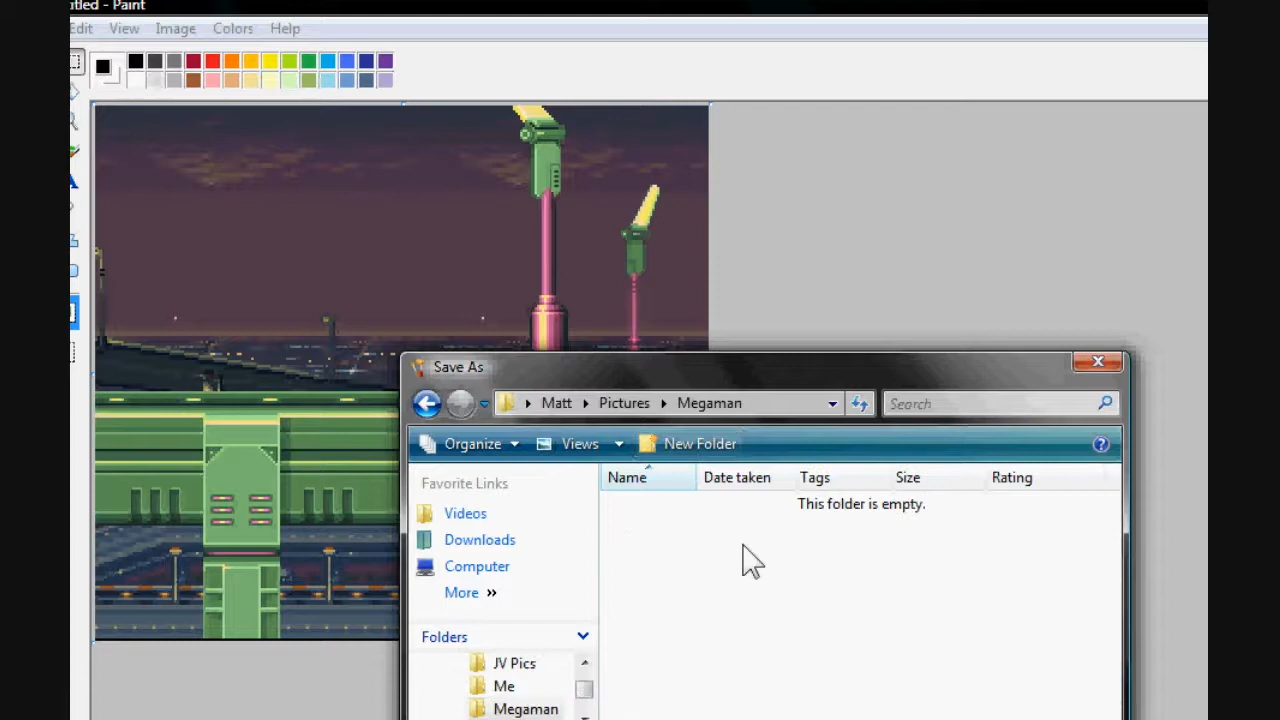 - Paint
Edit View Image Colors Help
Save As
Matt Pictures Megaman Search
Organize Views New Folder
Favorite Links
Name Date taken Tags Size Rating
This folder is empty.
Videos
Downloads
Computer
More »
Folders
JV Pics
Me
Megaman